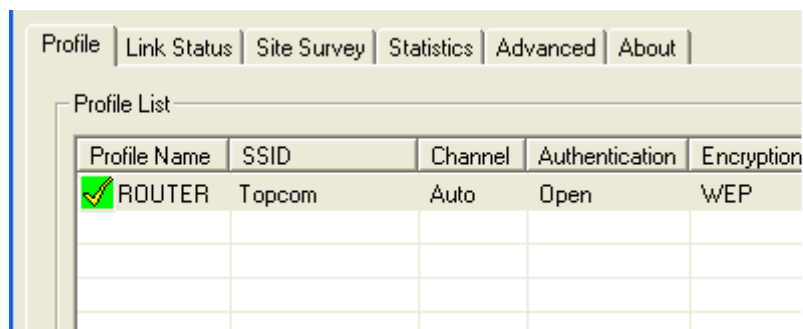 Profile Link Status Site Survey Statistics Advanced About
Profile List
Profile Name SSID Channel Authentication Encryption
ROUTER Topcom Auto Open WEP